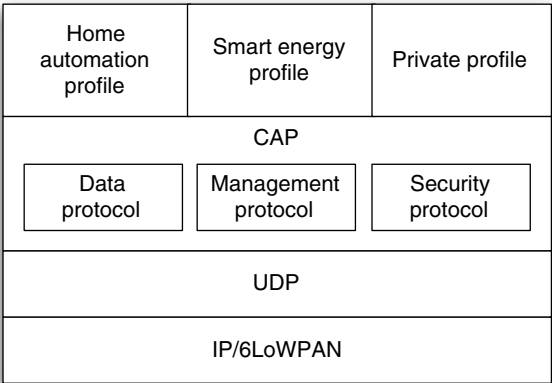 Home
automation
profile
Smart energy
profile
Private profile
CAP
Data
protocol
Management
protocol
Security
protocol
UDP
IP/6LoWPAN